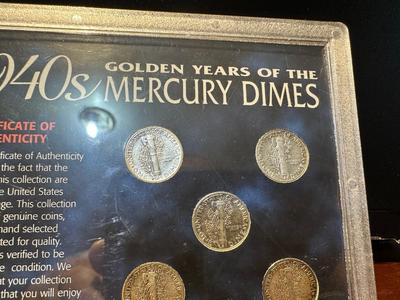 940s GOLDEN YEARS OF THE
MERCURY DIMES
FICATE OF
ENTICITY
ificate of Authenticity
the fact that the
his collection are
e United States
ge. This collection
f genuine coins,
and selected
ted for quality.
s verified to be
e condition. We
at your collection
that you will enjoy